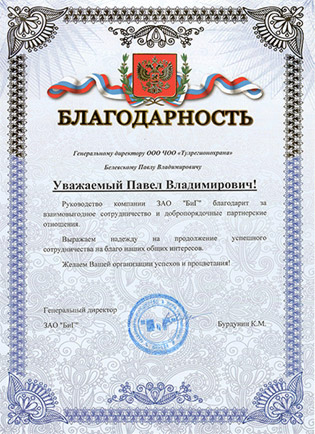 БЛАГОДАРНОСТЬ
Генеральному директору ООО ЧОО «Тулрегионохрана»
Белевскому Павлу Владимировичу
Уважаемый Павел Владимирович!
Руководство компании ЗАО "БиГ" благодарит за
взаимовыгодное сотрудничество и добропорядочные партнерские
отношения.
Выражаем надежду на продолжение успешного
сотрудничества на благо наших общих интересов.
Желаем Вашей организации успехов и процветания!
Генеральный директор
ЗАО "БиГ"
Бурдунин К.М.